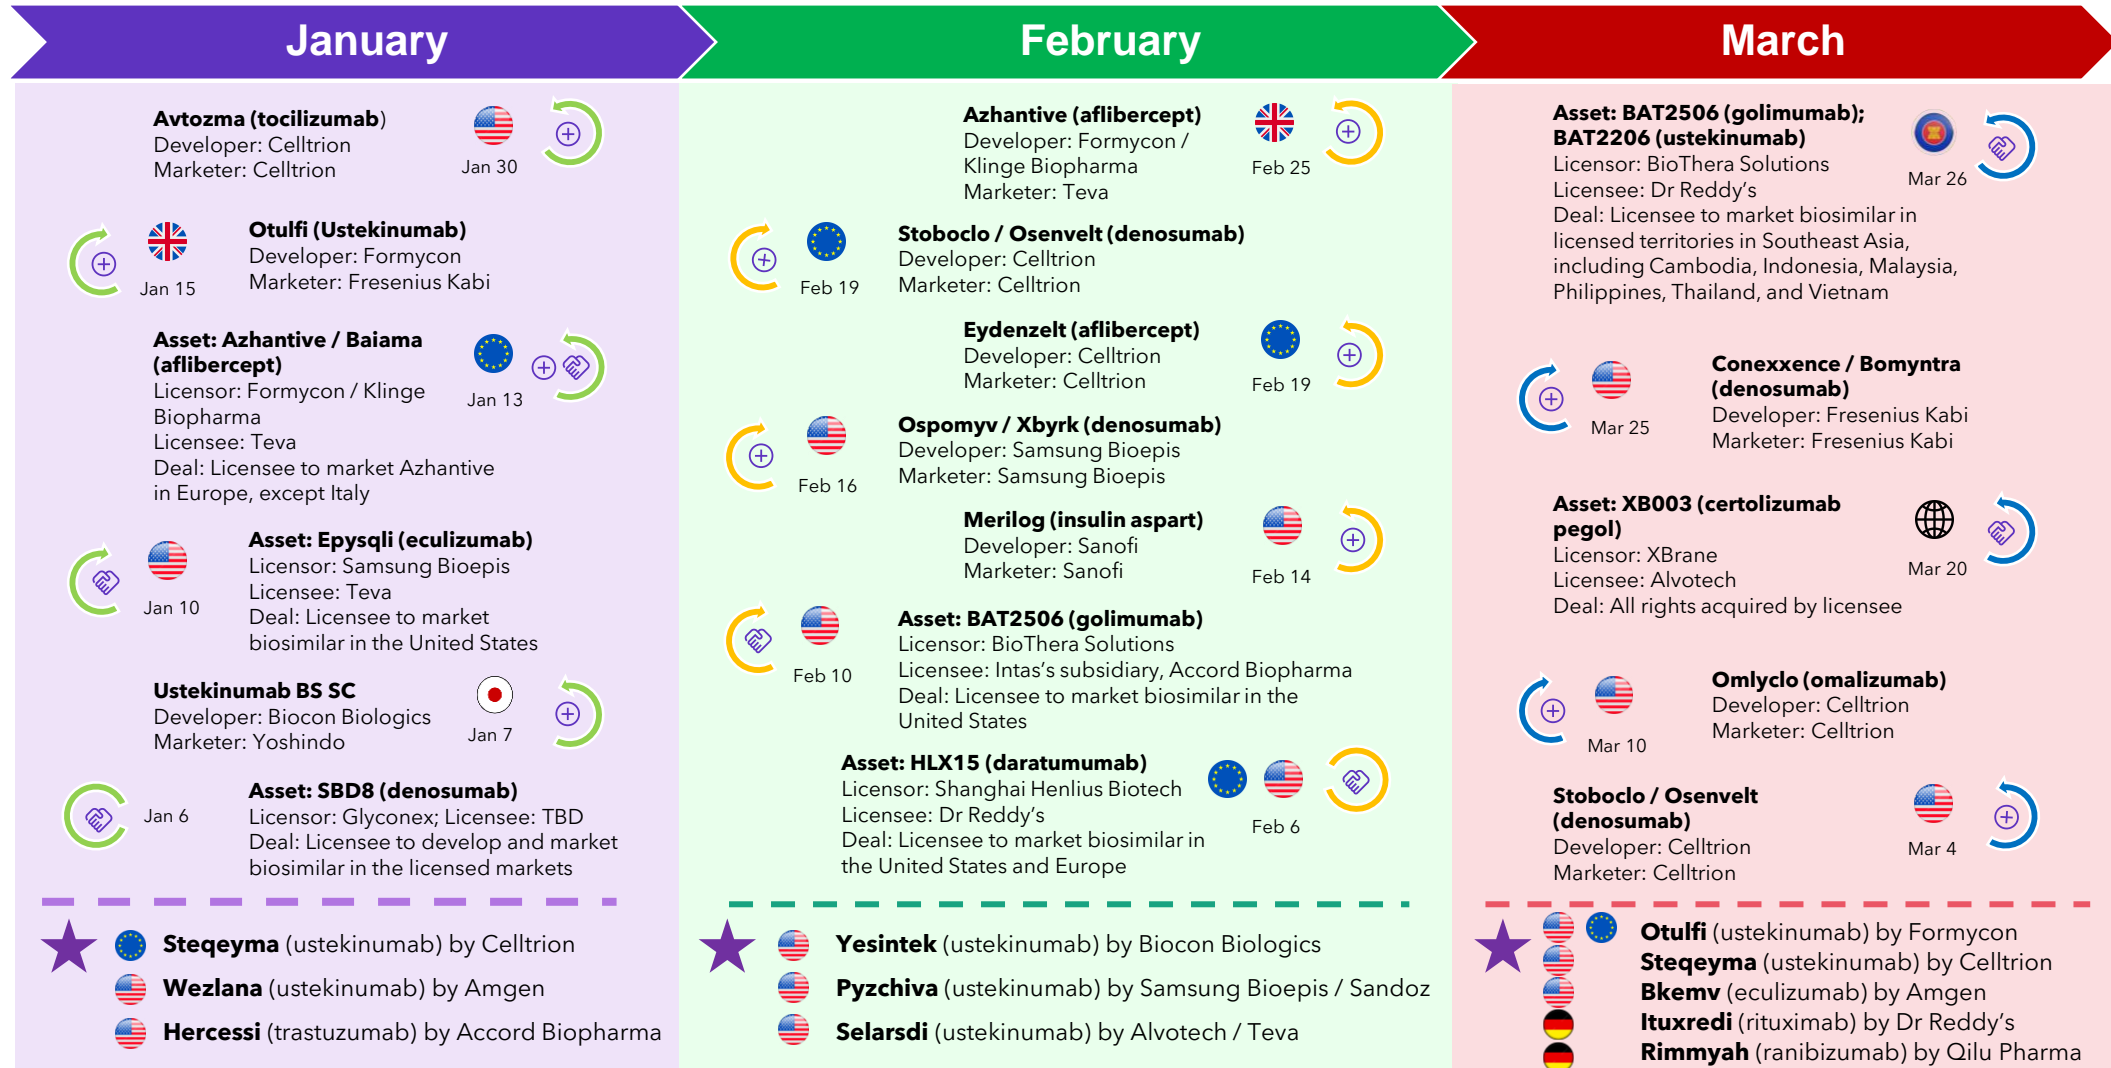 January
February
March
Avtozma (tocilizumab)
Developer: Celltrion
Marketer: Celltrion
Jan 30
Otulfi (Ustekinumab)
Developer: Formycon
Marketer: Fresenius Kabi
Jan 15
Asset: Azhantive / Baiama
(aflibercept)
Licensor: Formycon / Klinge
Biopharma
Licensee: Teva
Deal: Licensee to market Azhantive
in Europe, except Italy
Jan 13
Asset: Epysqli (eculizumab)
Licensor: Samsung Bioepis
Licensee: Teva
Deal: Licensee to market
biosimilar in the United States
Jan 10
Ustekinumab BS SC
Developer: Biocon Biologics
Marketer: Yoshindo
Jan 7
Asset: SBD8 (denosumab)
Licensor: Glyconex; Licensee: TBD
Deal: Licensee to develop and market
biosimilar in the licensed markets
Jan 6
Steqeyma (ustekinumab) by Celltrion
Wezlana (ustekinumab) by Amgen
Hercessi (trastuzumab) by Accord Biopharma
Azhantive (aflibercept)
Developer: Formycon /
Klinge Biopharma
Marketer: Teva
Feb 25
Stoboclo / Osenvelt (denosumab)
Developer: Celltrion
Marketer: Celltrion
Feb 19
Eydenzelt (aflibercept)
Developer: Celltrion
Marketer: Celltrion
Feb 19
Ospomyv / Xbyrk (denosumab)
Developer: Samsung Bioepis
Marketer: Samsung Bioepis
Feb 16
Merilog (insulin aspart)
Developer: Sanofi
Marketer: Sanofi
Feb 14
Asset: BAT2506 (golimumab)
Licensor: BioThera Solutions
Licensee: Intas's subsidiary, Accord Biopharma
Deal: Licensee to market biosimilar in the
United States
Feb 10
Asset: HLX15 (daratumumab)
Licensor: Shanghai Henlius Biotech
Licensee: Dr Reddy's
Deal: Licensee to market biosimilar in
the United States and Europe
Feb 6
Yesintek (ustekinumab) by Biocon Biologics
Pyzchiva (ustekinumab) by Samsung Bioepis / Sandoz
Selarsdi (ustekinumab) by Alvotech / Teva
Asset: BAT2506 (golimumab);
BAT2206 (ustekinumab)
Licensor: BioThera Solutions
Licensee: Dr Reddy's
Deal: Licensee to market biosimilar in
licensed territories in Southeast Asia,
including Cambodia, Indonesia, Malaysia,
Philippines, Thailand, and Vietnam
Mar 26
Conexxence / Bomyntra
(denosumab)
Developer: Fresenius Kabi
Marketer: Fresenius Kabi
Mar 25
Asset: XB003 (certolizumab
pegol)
Licensor: XBrane
Licensee: Alvotech
Deal: All rights acquired by licensee
Mar 20
Omlyclo (omalizumab)
Developer: Celltrion
Marketer: Celltrion
Mar 10
Stoboclo / Osenvelt
(denosumab)
Developer: Celltrion
Marketer: Celltrion
Mar 4
Otulfi (ustekinumab) by Formycon
Steqeyma (ustekinumab) by Celltrion
Bkemv (eculizumab) by Amgen
Ituxredi (rituximab) by Dr Reddy's
Rimmyah (ranibizumab) by Qilu Pharma